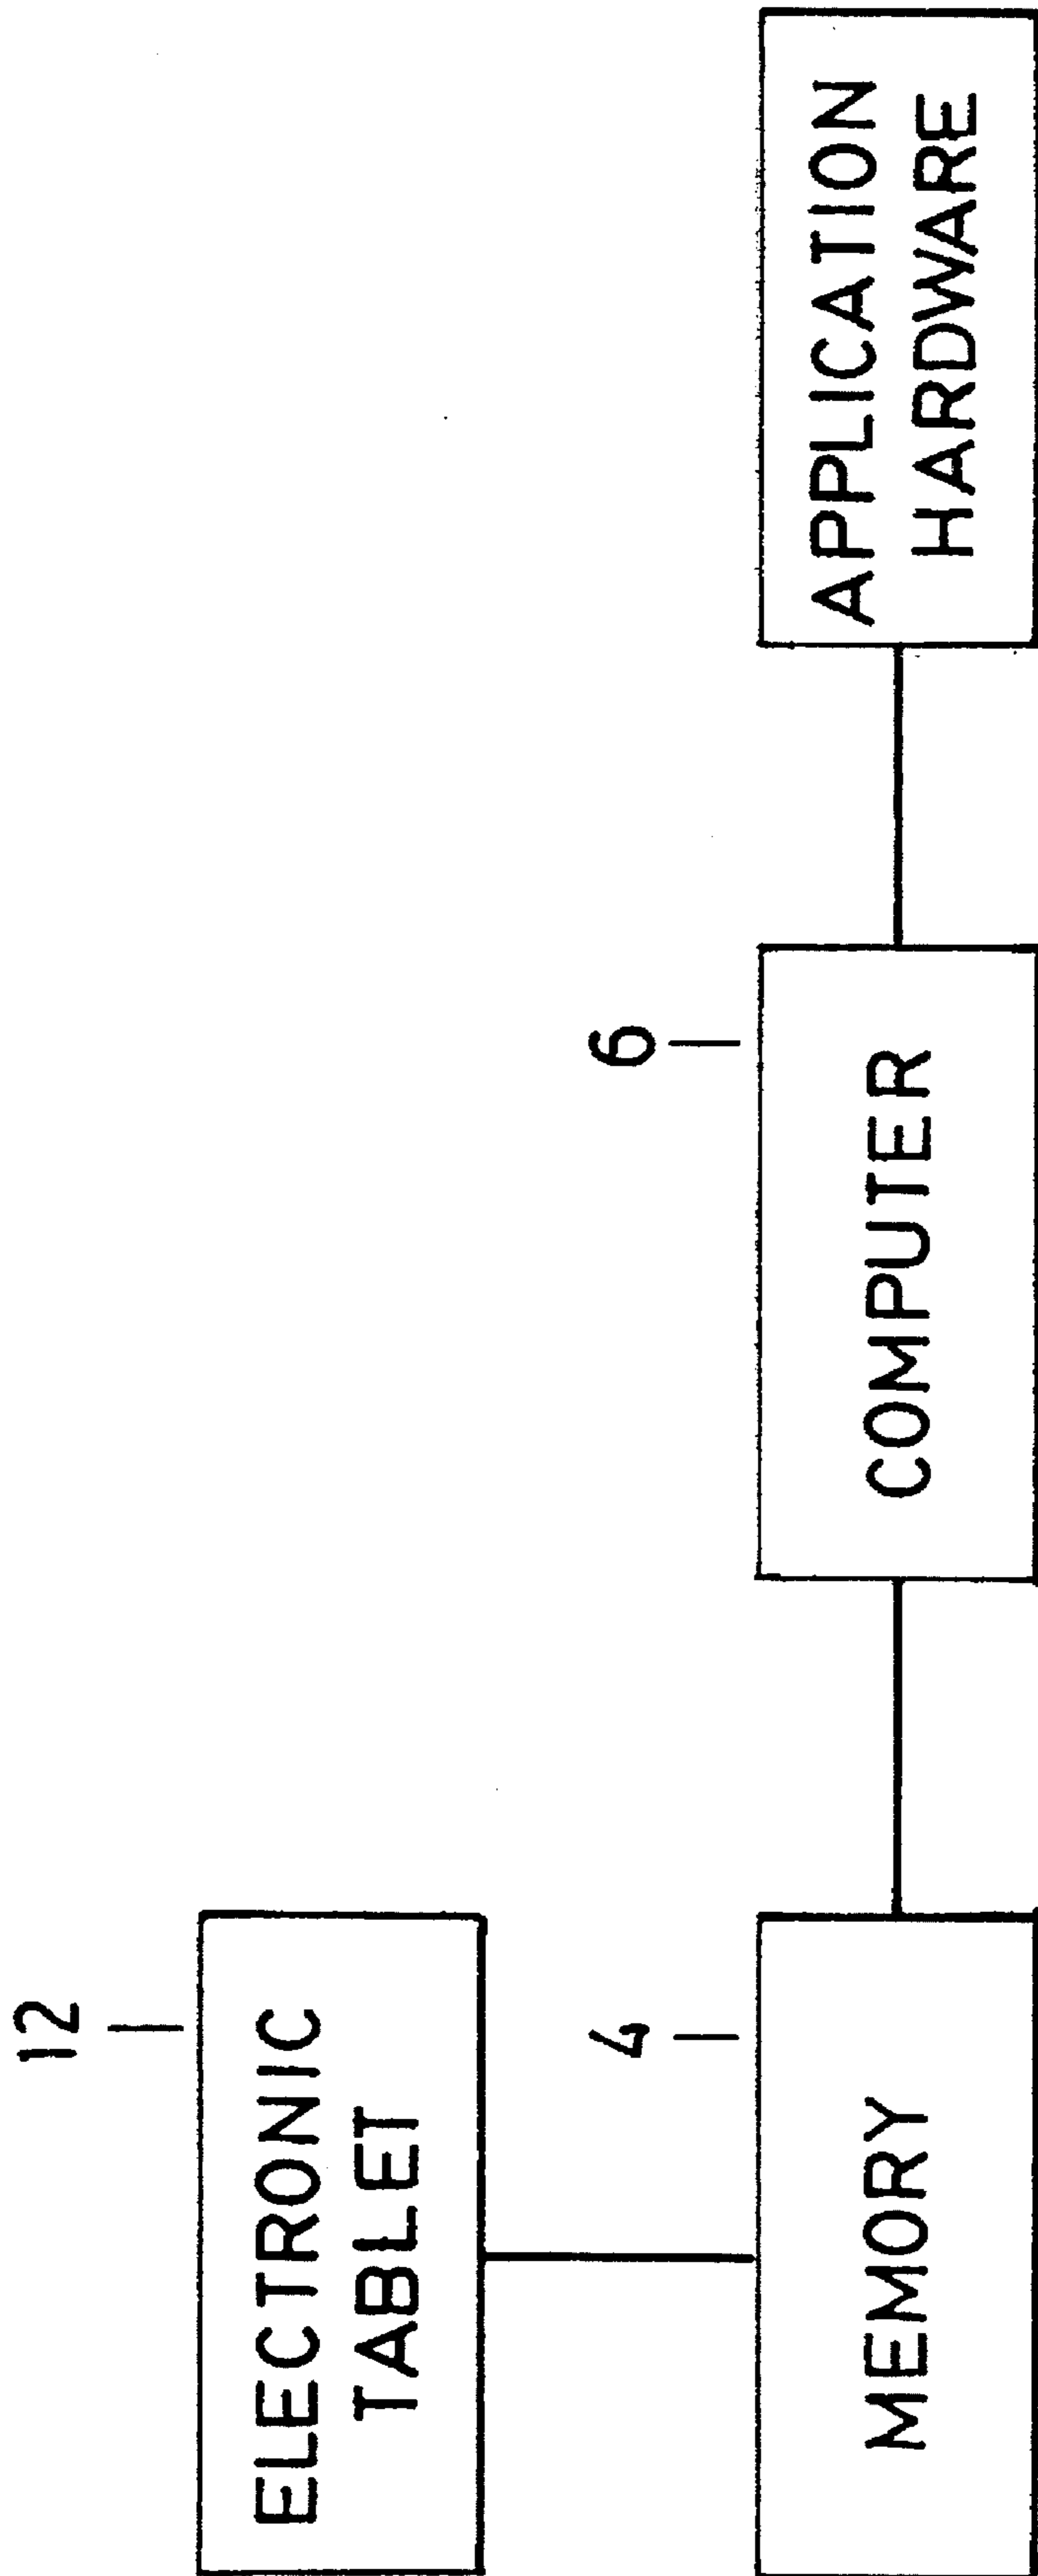 12
ELECTRONIC
TABLET
4
MEMORY
6
COMPUTER
APPLICATION
HARDWARE